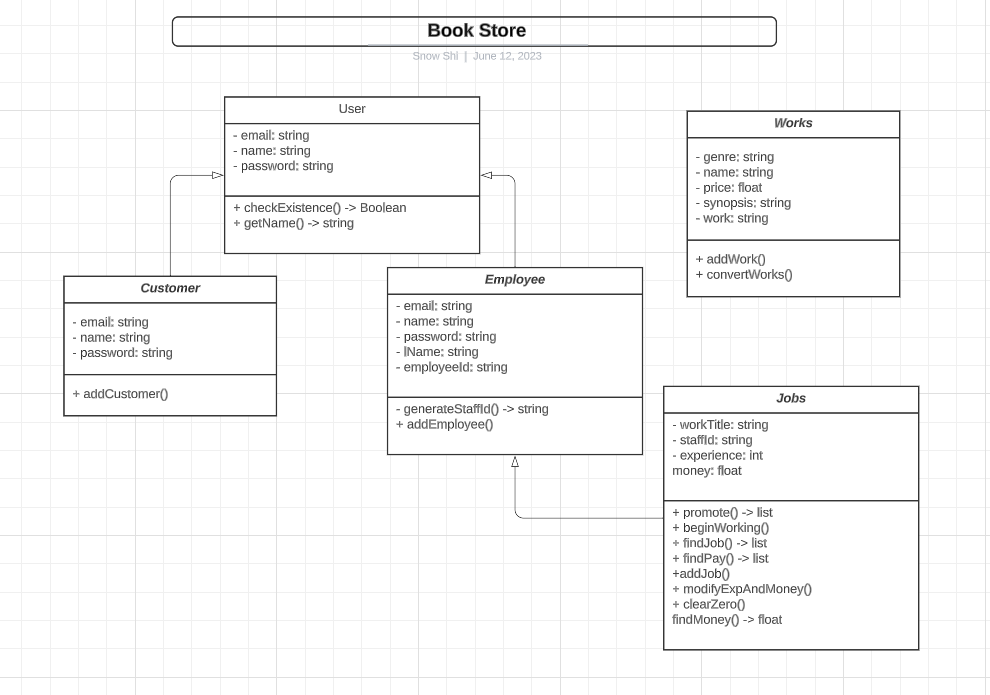 Book Store
Snow Shi | June 12, 2023
User
- email: string
- name: string
- password: string
+ checkExistence() -> Boolean
+ getName() -> string
Works
- genre: string
- name: string
- price: float
- synopsis: string
- work: string
+ addWork()
+ convertWorks()
Customer
- email: string
- name: string
- password: string
+ addCustomer()
Employee
- email: string
- name: string
- password: string
- lName: string
- employeeId: string
- generateStaffId() -> string
+ addEmployee()
Jobs
- workTitle: string
- staffId: string
- experience: int
money: float
+ promote() -> list
+ beginWorking()
+ findJob() -> list
+ findPay() -> list
+addJob()
+ modifyExpAndMoney()
+ clearZero()
findMoney() -> float